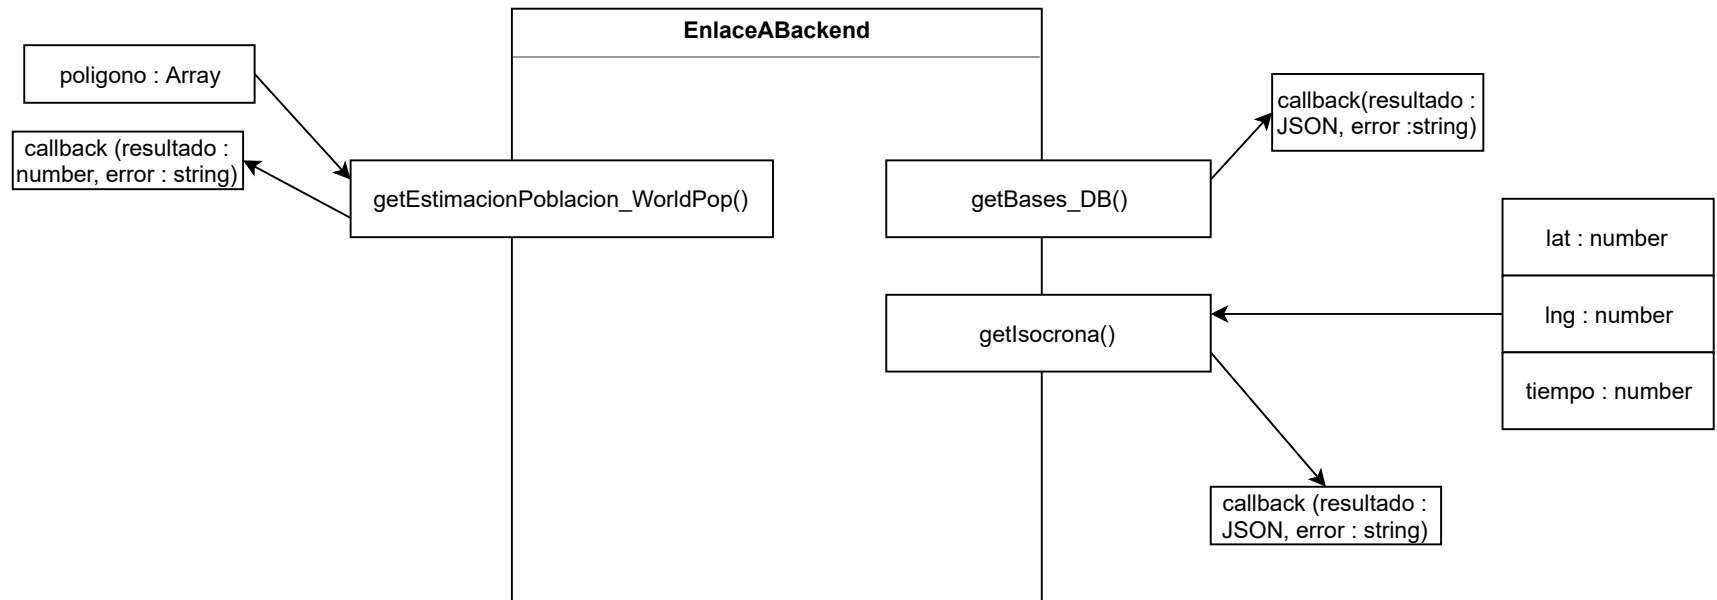 EnlaceABackend
poligono : Array
callback (resultado :
number, error : string)
getEstimacionPoblacion_WorldPop()
getBases_DB()
callback(resultado :
JSON, error :string)
getIsocrona()
lat : number
lng : number
tiempo : number
callback (resultado :
JSON, error : string)